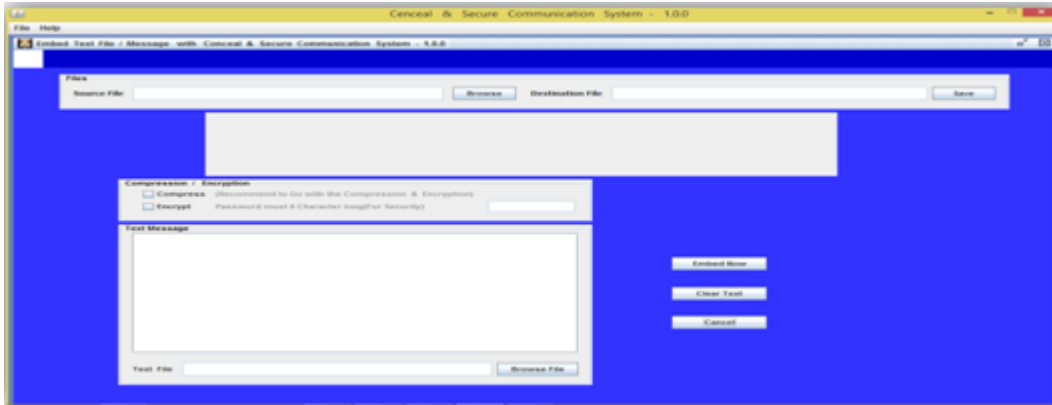 Cenceal & Secure Communication System - 1.0.0
File Help
Embed Text File / Message with Conceal & Secure Communication System - 1.0.0
Files
Source File Browse Destination File Save
Compression / Encryption
Compress (Recommend to Go with the Compression & Encryption)
Encrypt Password must 8 Character long(For Security)
Text Message
Embed Now
Clear Text
Cancel
Text File Browse File